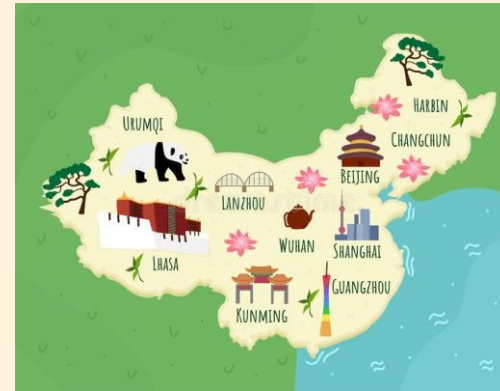 HARBIN
URUMQI
CHANGCHUN
BEIJING
LANZHOU
WUHAN
SHANGHAI
LHASA
GUANGZHOU
KUNMING